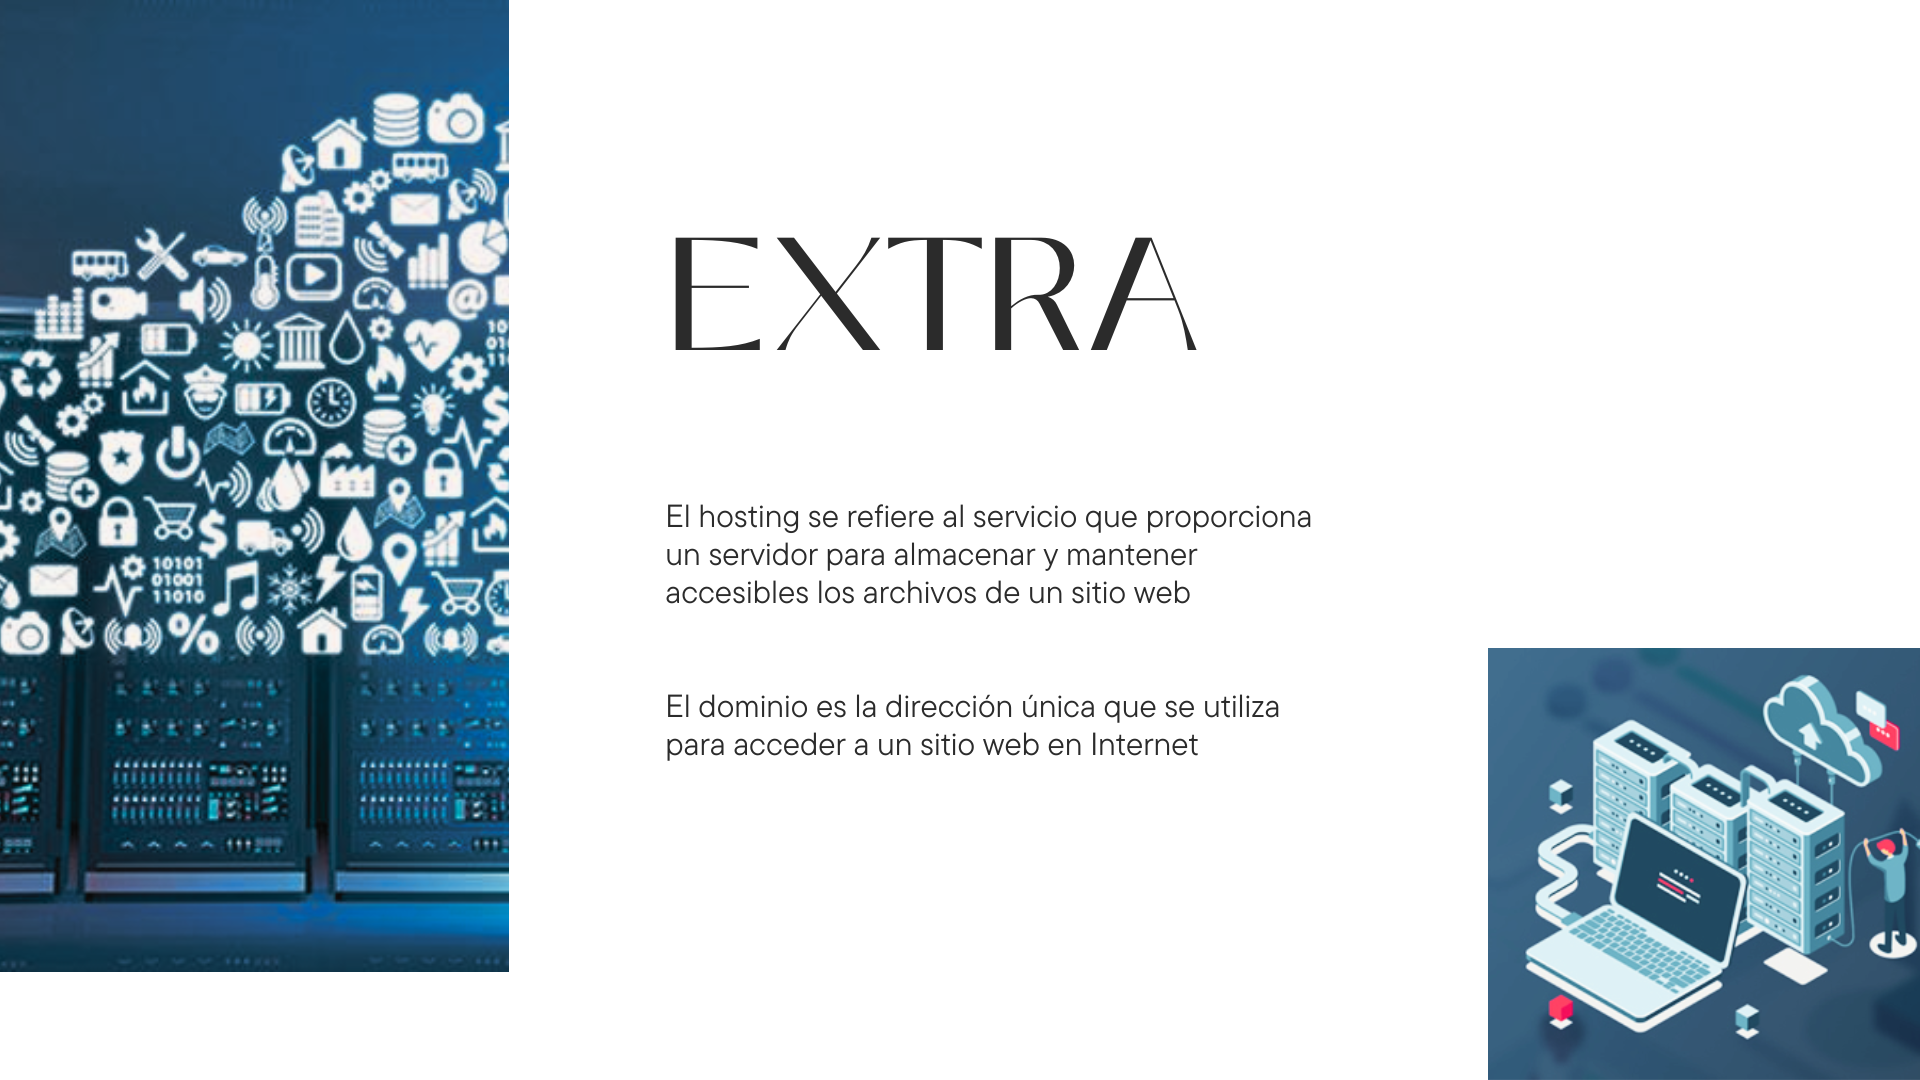 EXTRA
El hosting se refiere al servicio que proporciona
un servidor para almacenar y mantener
accesibles los archivos de un sitio web
El dominio es la dirección única que se utiliza
para acceder a un sitio web en Internet
10101
01001
11010